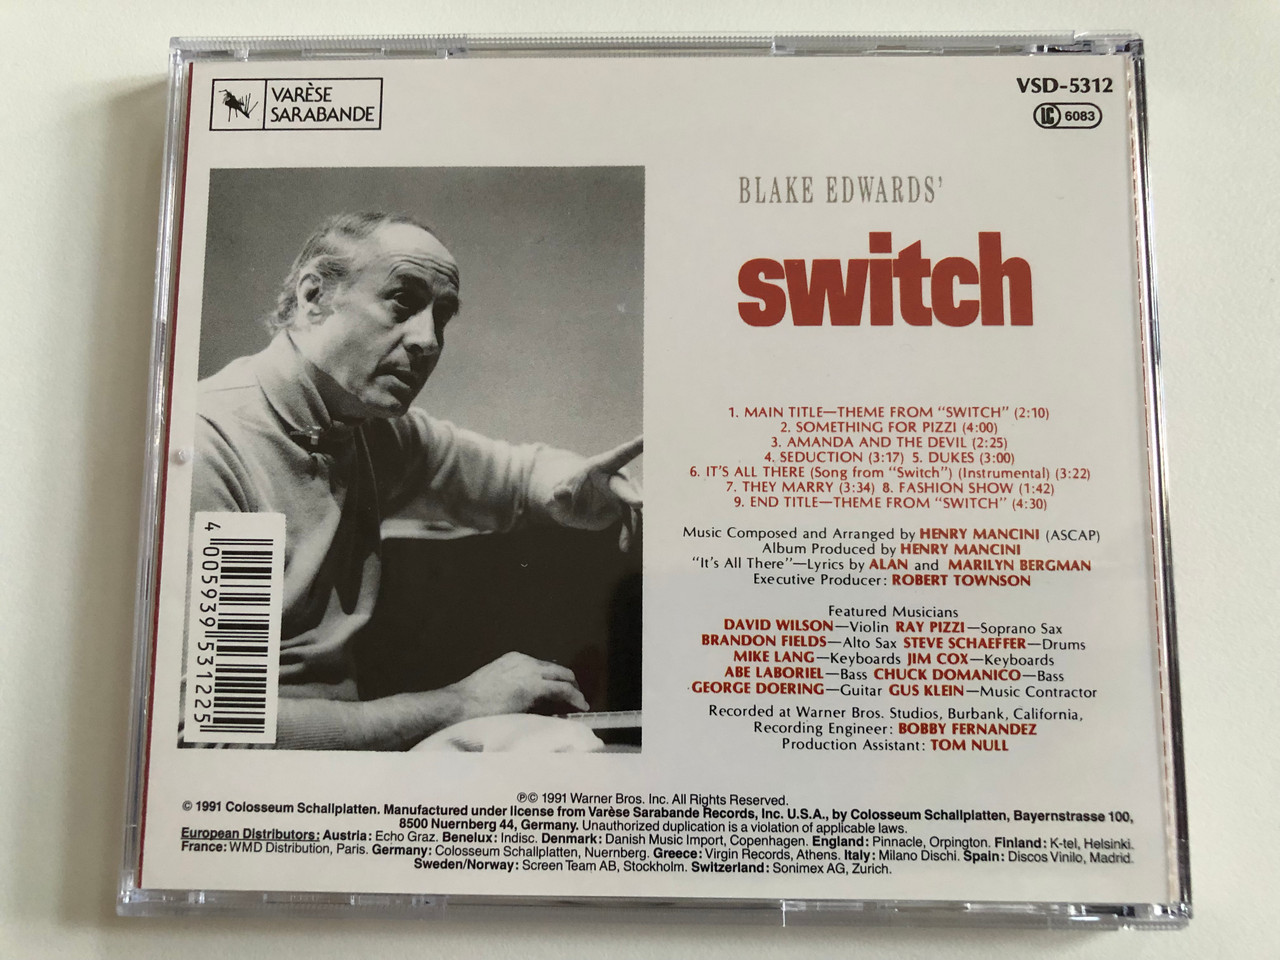 VARÈSE
SARABANDE
VSD-5312
LC 6083
BLAKE EDWARDS'
switch
1. MAIN TITLE—THEME FROM "SWITCH" (2:10)
2. SOMETHING FOR PIZZI (4:00)
3. AMANDA AND THE DEVIL (2:25)
4. SEDUCTION (3:17) 5. DUKES (3:00)
6. IT'S ALL THERE (Song from "Switch") (Instrumental) (3:22)
7. THEY MARRY (3:34) 8. FASHION SHOW (1:42)
9. END TITLE—THEME FROM "SWITCH" (4:30)
Music Composed and Arranged by HENRY MANCINI (ASCAP)
Album Produced by HENRY MANCINI
"It's All There"—Lyrics by ALAN and MARILYN BERGMAN
Executive Producer: ROBERT TOWNSON
Featured Musicians
DAVID WILSON—Violin RAY PIZZI—Soprano Sax
BRANDON FIELDS—Alto Sax STEVE SCHAEFFER—Drums
MIKE LANG—Keyboards JIM COX—Keyboards
ABE LABORIEL—Bass CHUCK DOMANICO—Bass
GEORGE DOERING—Guitar GUS KLEIN—Music Contractor
Recorded at Warner Bros. Studios, Burbank, California,
Recording Engineer: BOBBY FERNANDEZ
Production Assistant: TOM NULL
4 005939 531225
℗© 1991 Warner Bros. Inc. All Rights Reserved.
© 1991 Colosseum Schallplatten. Manufactured under license from Varèse Sarabande Records, Inc. U.S.A., by Colosseum Schallplatten, Bayernstrasse 100,
8500 Nuernberg 44, Germany. Unauthorized duplication is a violation of applicable laws.
European Distributors: Austria: Echo Graz. Benelux: Indisc. Denmark: Danish Music Import, Copenhagen. England: Pinnacle, Orpington. Finland: K-tel, Helsinki.
France: WMD Distribution, Paris. Germany: Colosseum Schallplatten, Nuernberg. Greece: Virgin Records, Athens. Italy: Milano Dischi. Spain: Discos Vinilo, Madrid.
Sweden/Norway: Screen Team AB, Stockholm. Switzerland: Sonimex AG, Zurich.